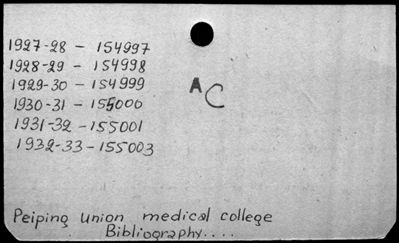 1927-28 - 154997
1928-29 - 154998
1929-30 - 154999
1930-31 - 155000
1931-32 - 155001
1932-33 - 155003
AC
Peiping union medical college
Bibliography....